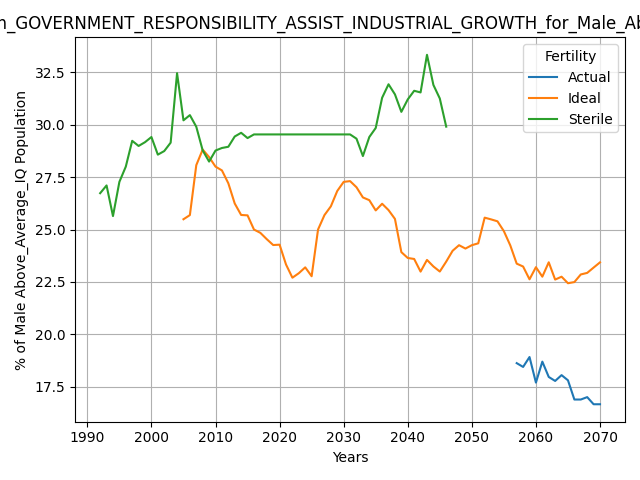 n_GOVERNMENT_RESPONSIBILITY_ASSIST_INDUSTRIAL_GROWTH_for_Male_Ab
Fertility
Actual
Ideal
Sterile
% of Male Above_Average_IQ Population
32.5
30.0
27.5
25.0
22.5
20.0
17.5
1990 2000 2010 2020 2030 2040 2050 2060 2070
Years